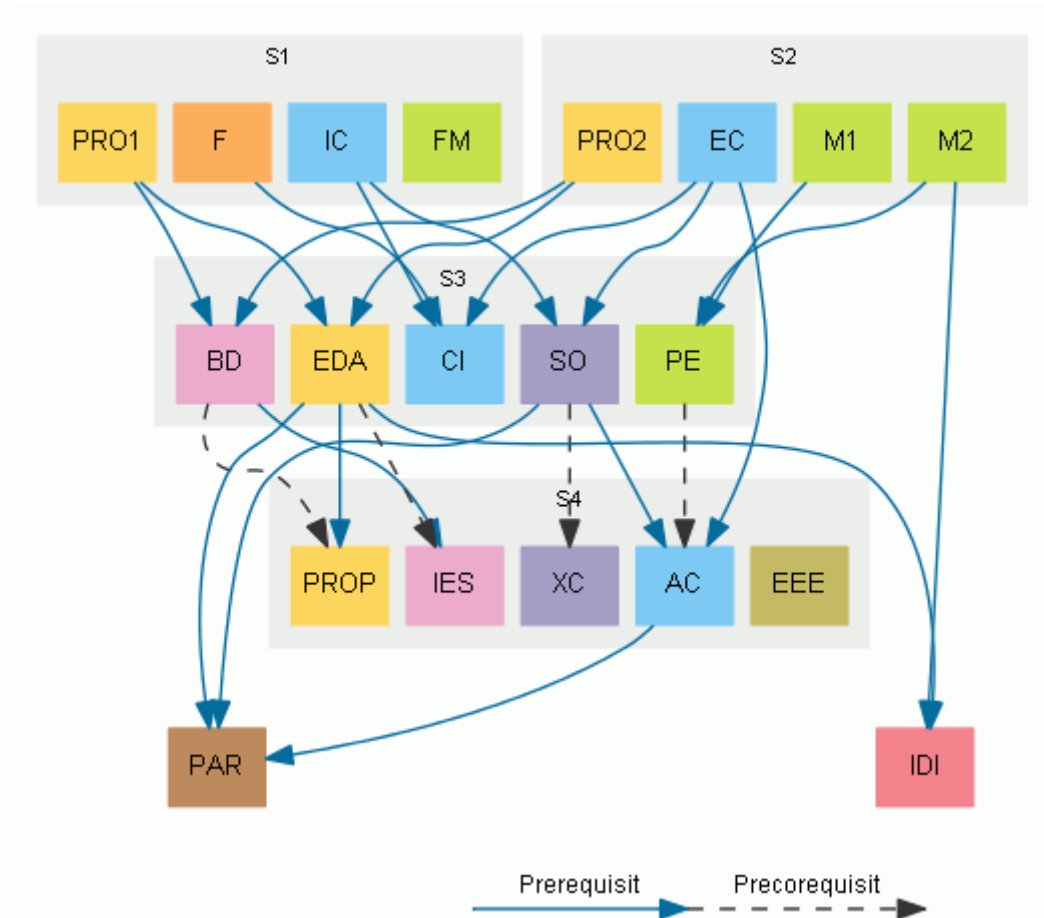 S1
S2
PRO1
F
IC
FM
PRO2
EC
M1
M2
S3
BD
EDA
CI
SO
PE
S4
PROP
IES
XC
AC
EEE
PAR
IDI
Prerequisit
Precorequisit